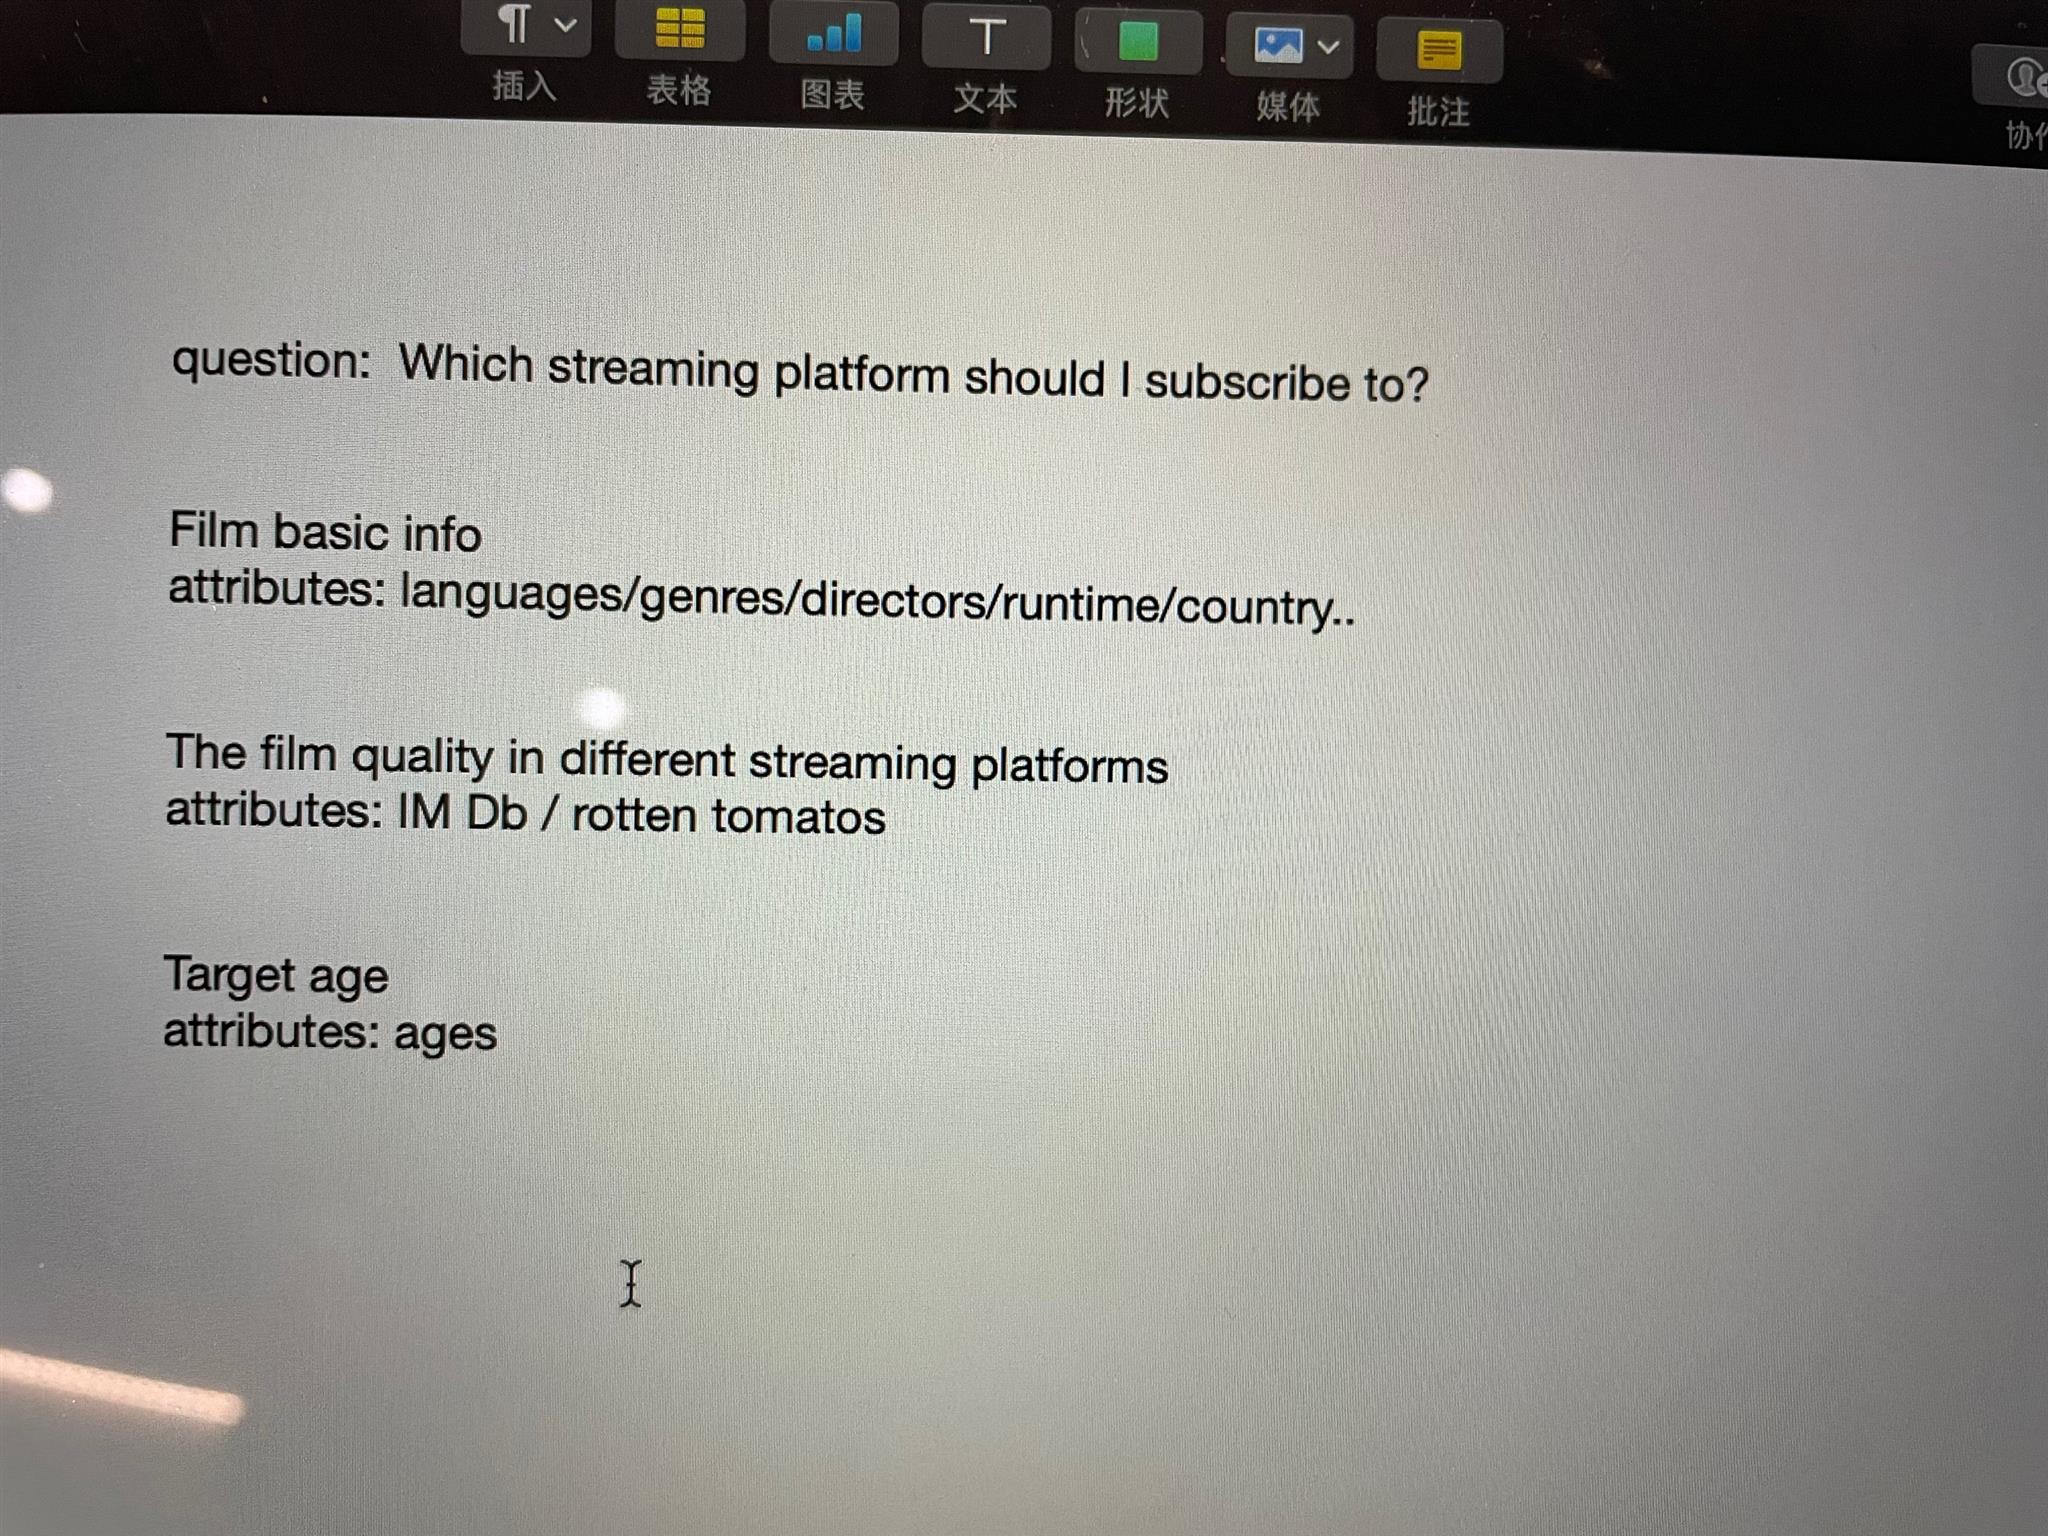 插入 表格 图表 文本 形状 媒体 批注
question: Which streaming platform should I subscribe to?
Film basic info
attributes: languages/genres/directors/runtime/country..
The film quality in different streaming platforms
attributes: IM Db / rotten tomatos
Target age
attributes: ages